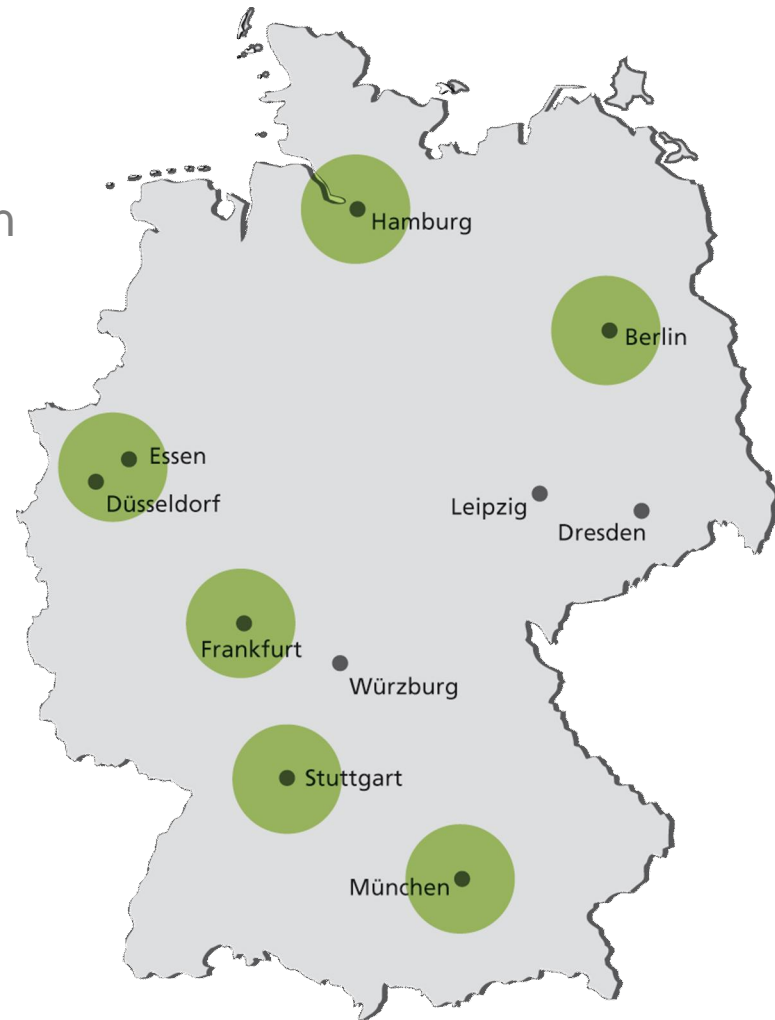 n
Hamburg
Berlin
Essen
Düsseldorf
Leipzig
Dresden
Frankfurt
Würzburg
Stuttgart
München